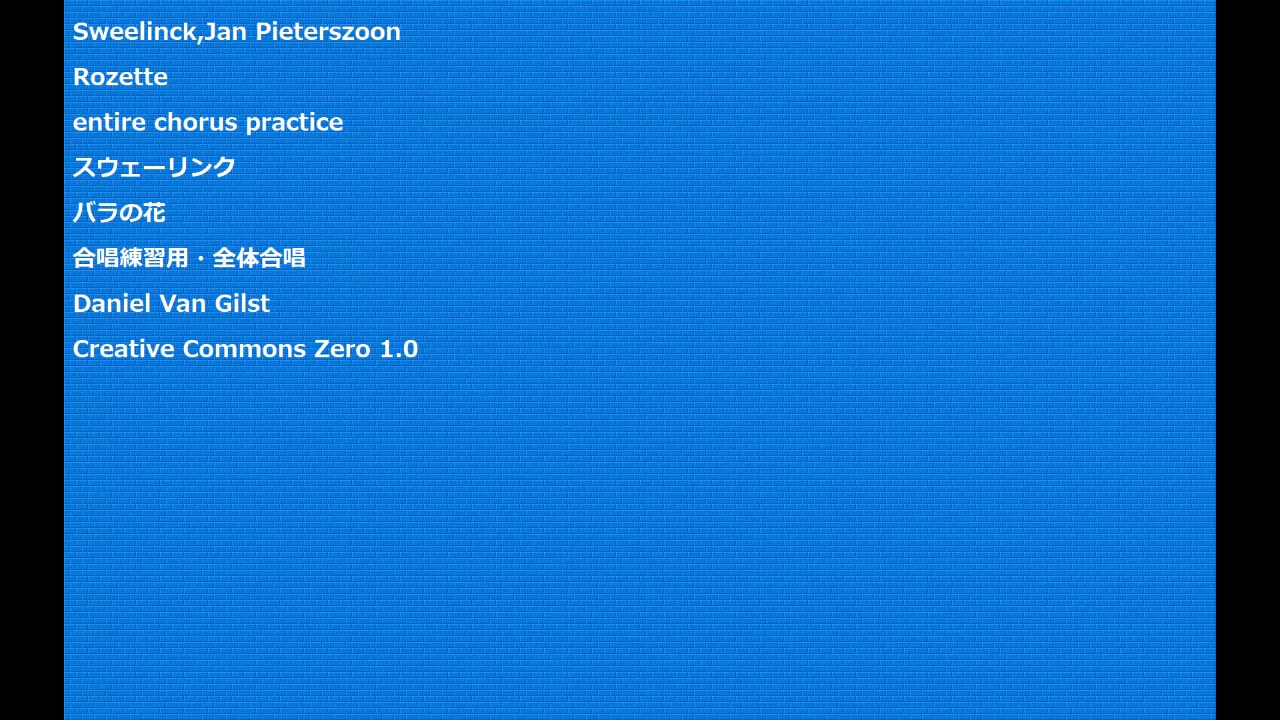 Sweelinck,Jan Pieterszoon
Rozette
entire chorus practice
スウェーリンク
バラの花
合唱練習用・全体合唱
Daniel Van Gilst
Creative Commons Zero 1.0